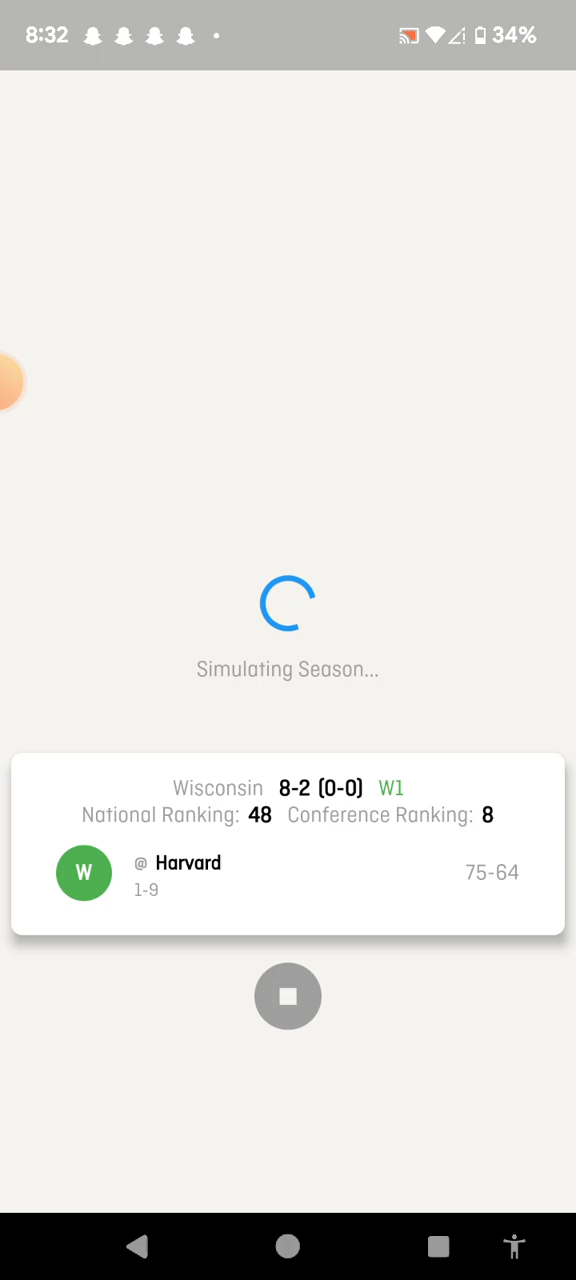 8:32 34%
Simulating Season...
Wisconsin 8-2 (0-0) W1
National Ranking: 48 Conference Ranking: 8
W @ Harvard 75-64
1-9